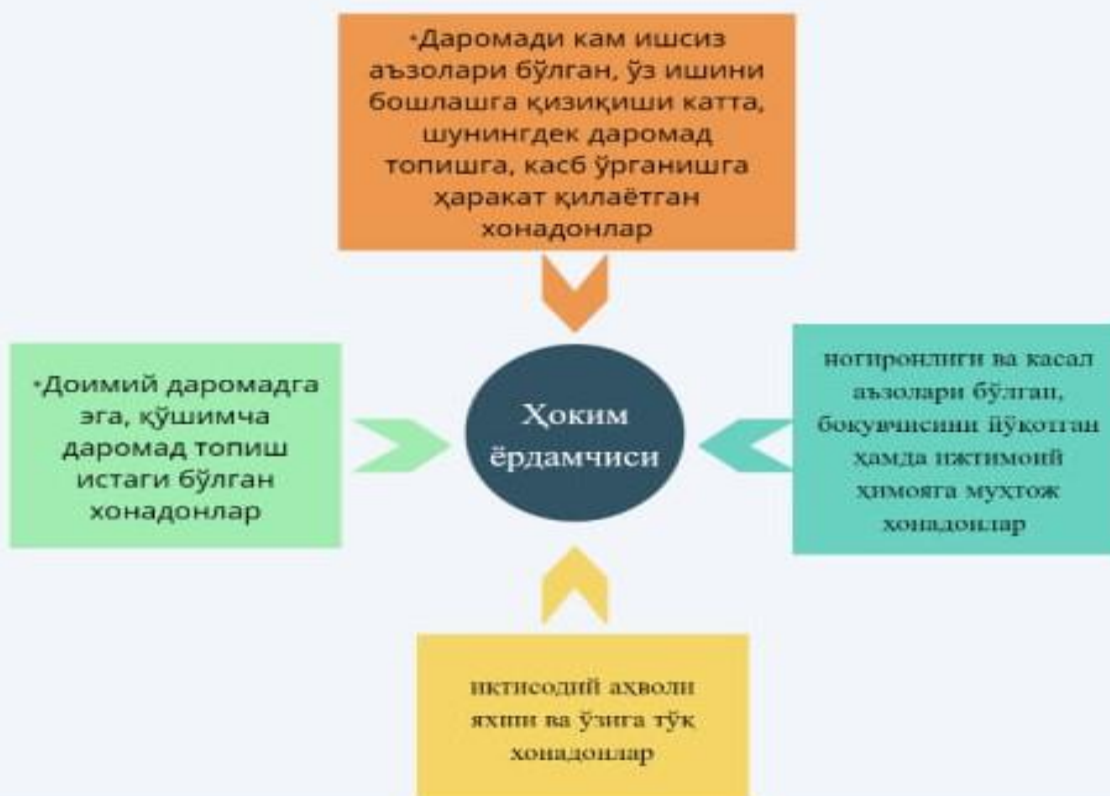 •Даромади кам ишсиз
аъзолари бўлган, ўз ишини
бошлашга қизиқиши катта,
шунингдек даромад
топишга, касб ўрганишга
ҳаракат қилаётган
хонадонлар
•Доимий даромадга
эга, қўшимча
даромад топиш
истаги бўлган
хонадонлар
Ҳоким
ёрдамчиси
ногиронлиги ва касал
аъзолари бўлган,
боқувчисини йўқотган
ҳамда ижтимоий
ҳимояга муҳтож
хонадонлар
иқтисодий аҳволи
яхши ва ўзига тўқ
хонадонлар